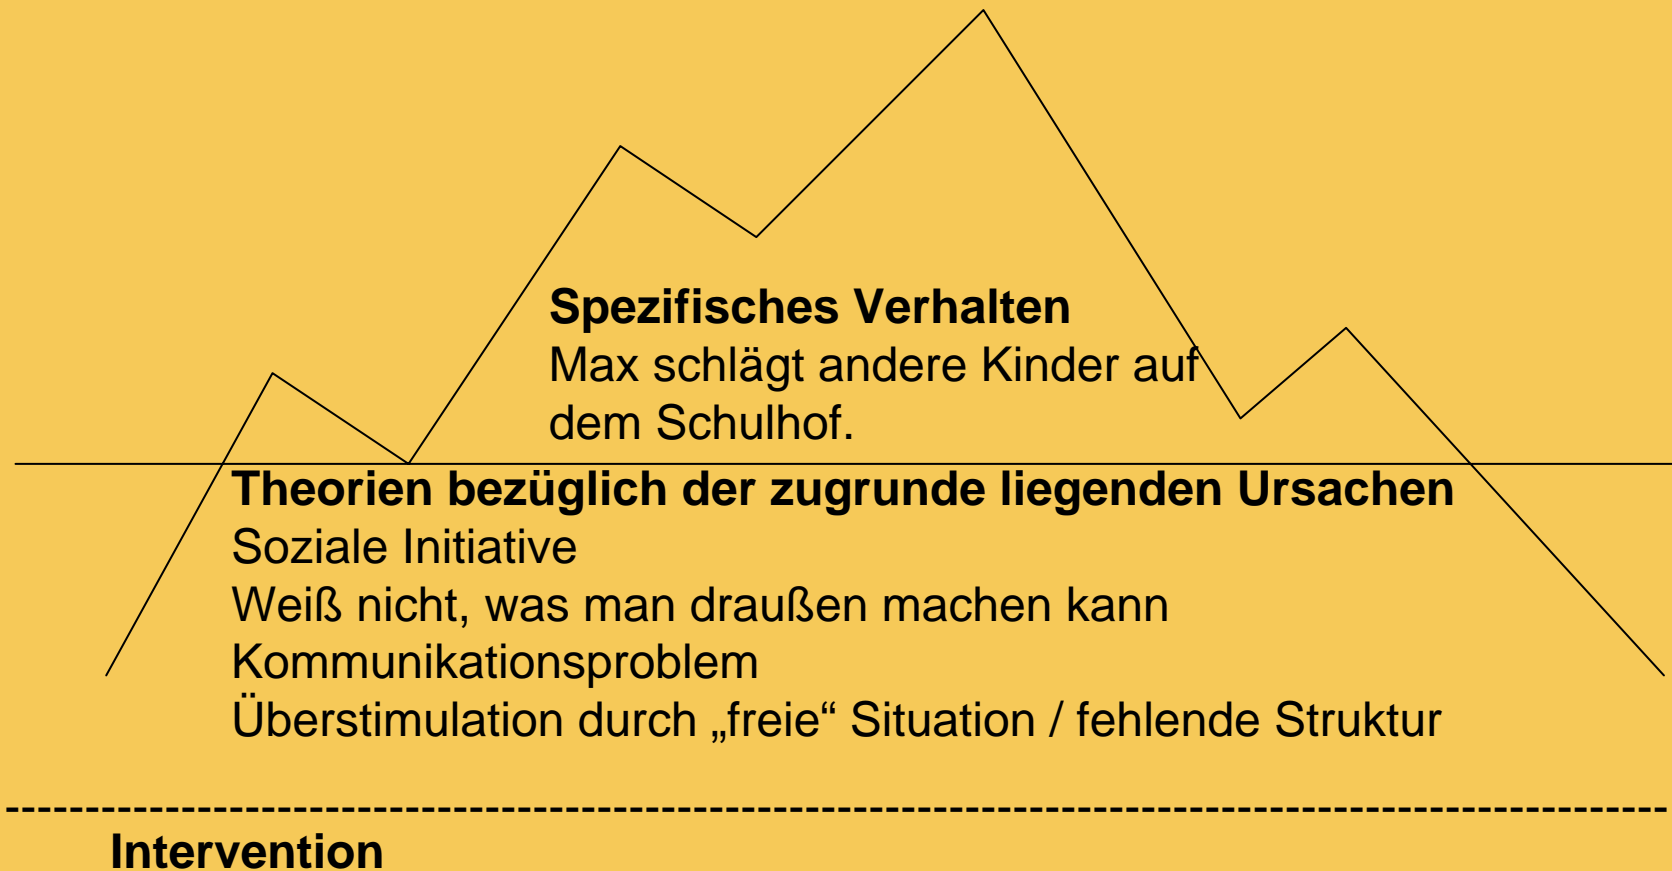 Spezifisches Verhalten
Max schlägt andere Kinder auf
dem Schulhof.
Theorien bezüglich der zugrunde liegenden Ursachen
Soziale Initiative
Weiß nicht, was man draußen machen kann
Kommunikationsproblem
Überstimulation durch „freie“ Situation / fehlende Struktur
Intervention